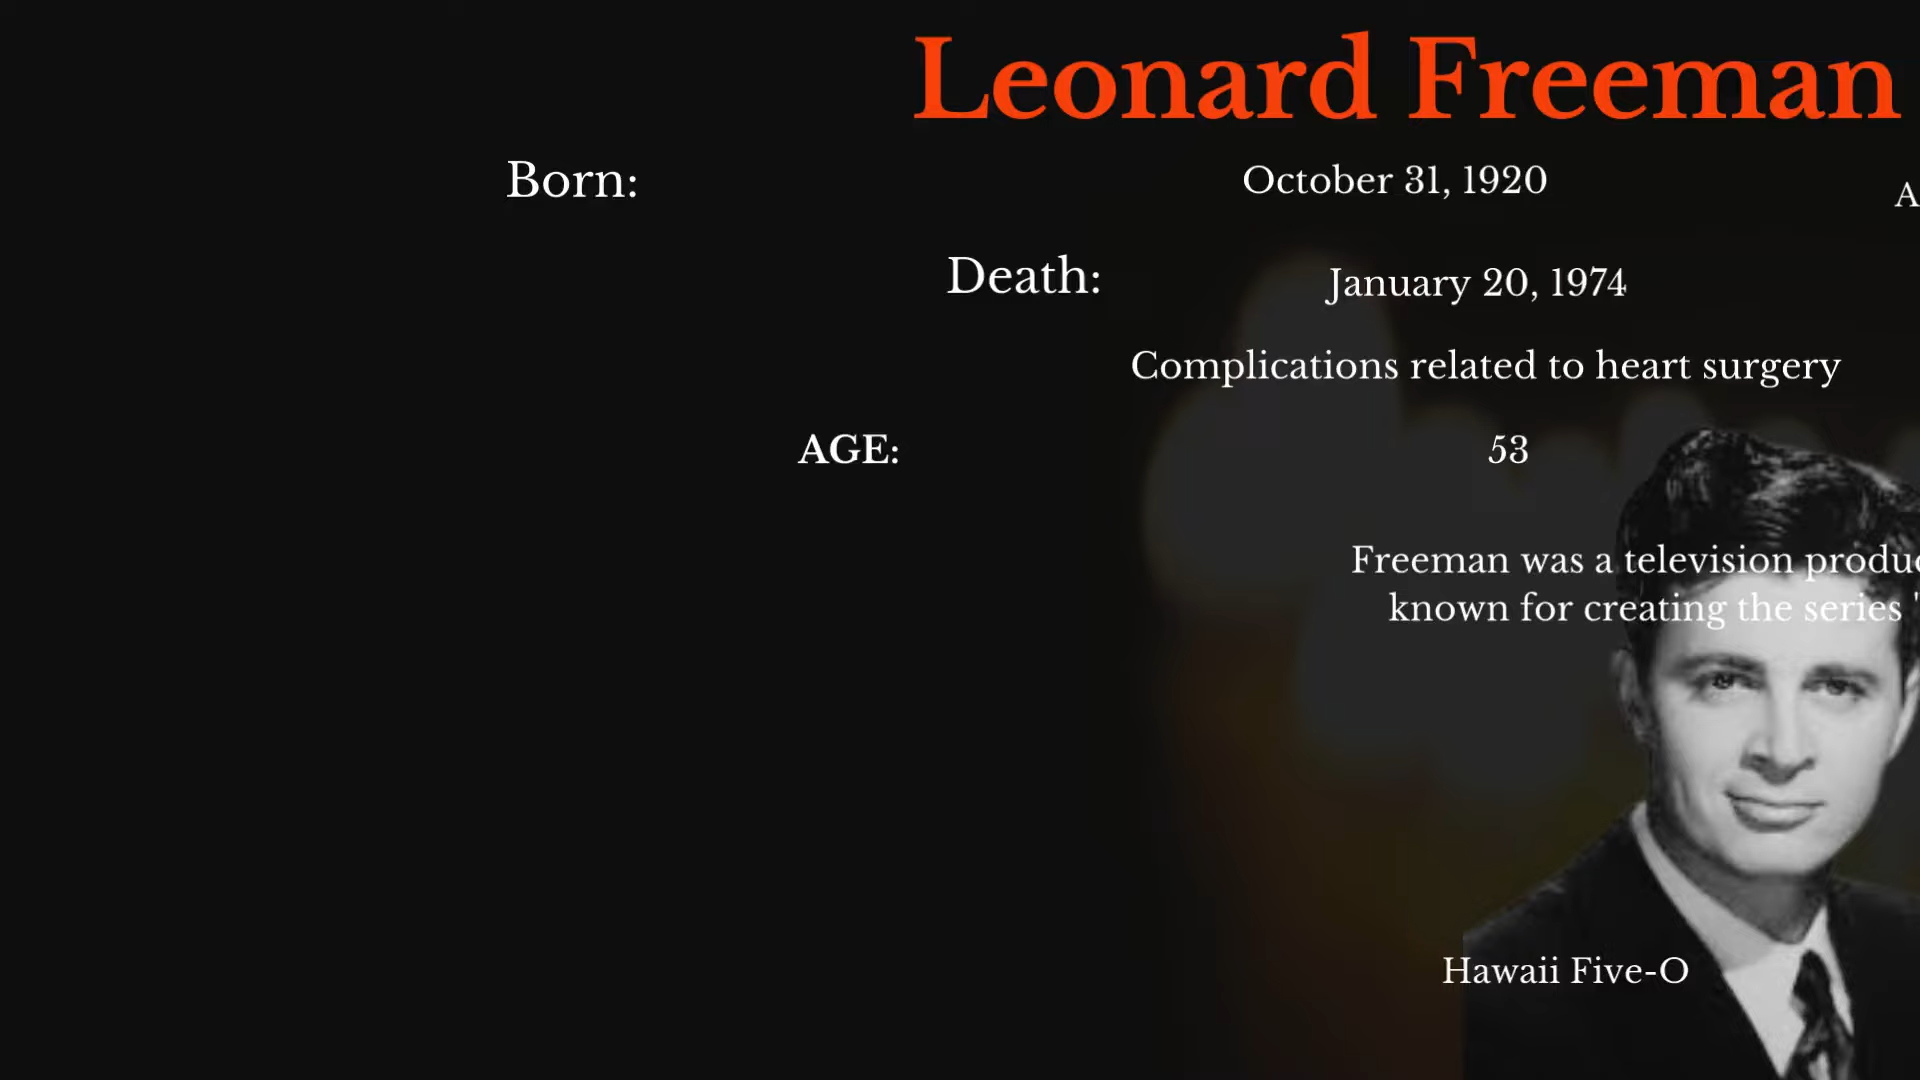 Leonard Freeman
Born: October 31, 1920
Death: January 20, 1974
Complications related to heart surgery
AGE: 53
Freeman was a television
known for creating the series "
Hawaii Five-O